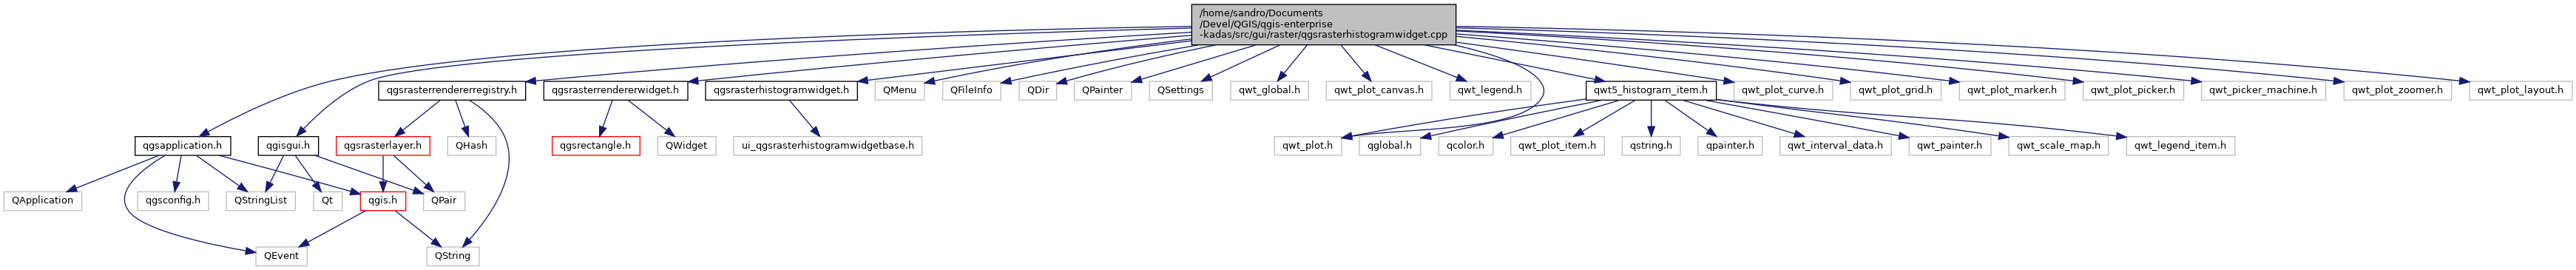 /home/sandro/Documents
/Devel/QGIS/qgis-enterprise
-kadas/src/gui/raster/qgsrasterhistogramwidget.cpp
qgsrasterrendererregistry.h
qgsrasterrendererwidget.h
qgsrasterhistogramwidget.h
QMenu
QFileInfo
QDir
QPainter
QSettings
qwt_global.h
qwt_plot_canvas.h
qwt_legend.h
qwt5_histogram_item.h
qwt_plot_curve.h
qwt_plot_grid.h
qwt_plot_marker.h
qwt_plot_picker.h
qwt_picker_machine.h
qwt_plot_zoomer.h
qwt_plot_layout.h
qgsapplication.h
qgisgui.h
qgsrasterlayer.h
QHash
qgsrectangle.h
QWidget
ui_qgsrasterhistogramwidgetbase.h
qwt_plot.h
qglobal.h
qcolor.h
qwt_plot_item.h
qstring.h
qpainter.h
qwt_interval_data.h
qwt_painter.h
qwt_scale_map.h
qwt_legend_item.h
QApplication
qgsconfig.h
QStringList
Qt
qgis.h
QPair
QEvent
QString